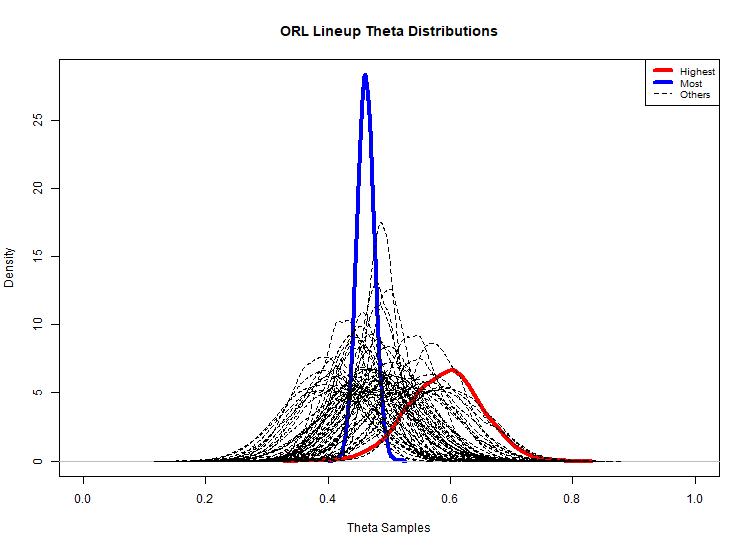 ORL Lineup Theta Distributions
Highest
Most
Others
25
20
15
10
5
0
Density
0.0 0.2 0.4 0.6 0.8 1.0
Theta Samples